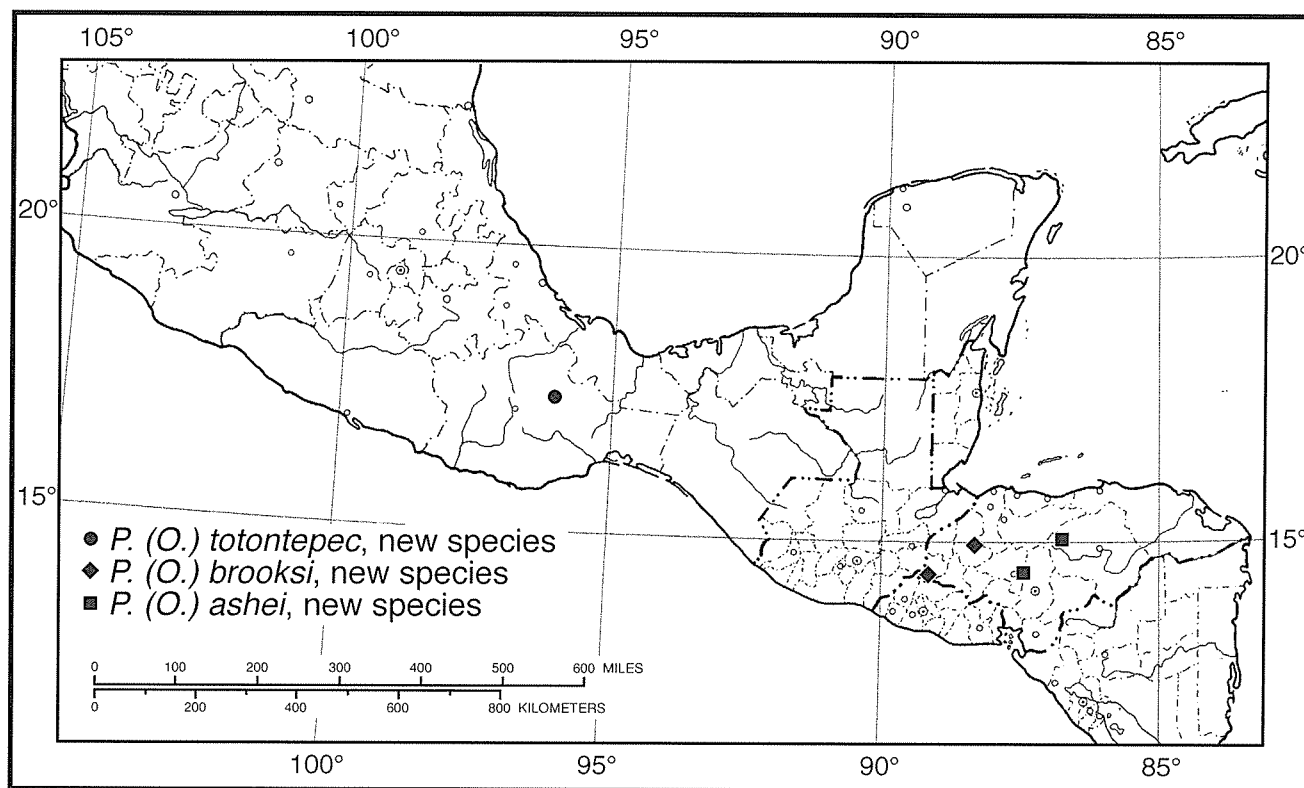 105° 100° 95° 90° 85°
20° 20°
15° 15°
● P. (O.) totontepec, new species
◆ P. (O.) brooksi, new species
■ P. (O.) ashei, new species
0 100 200 300 400 500 600 MILES
0 200 400 600 800 KILOMETERS
100° 95° 90° 85°